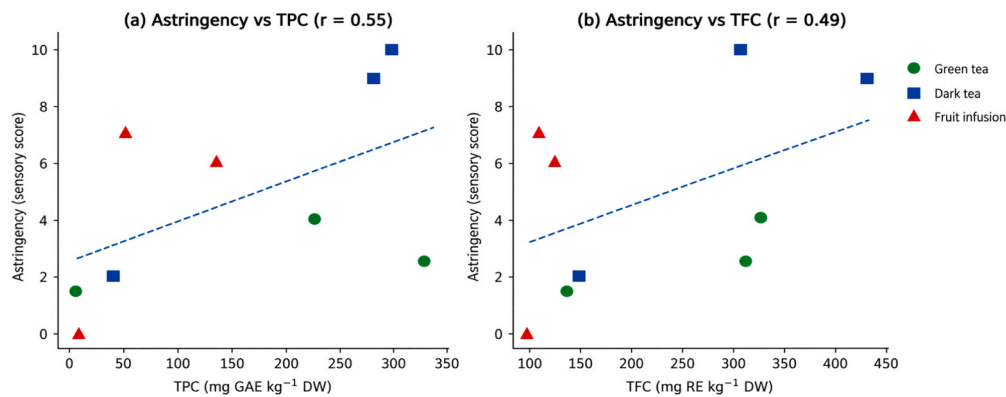 (a) Astringency vs TPC (r = 0.55)
Astringency (sensory score)
10
8
6
4
2
0
0 50 100 150 200 250 300 350
TPC (mg GAE kg⁻¹ DW)
(b) Astringency vs TFC (r = 0.49)
Astringency (sensory score)
10
8
6
4
2
0
100 150 200 250 300 350 400 450
TFC (mg RE kg⁻¹ DW)
Green tea
Dark tea
Fruit infusion